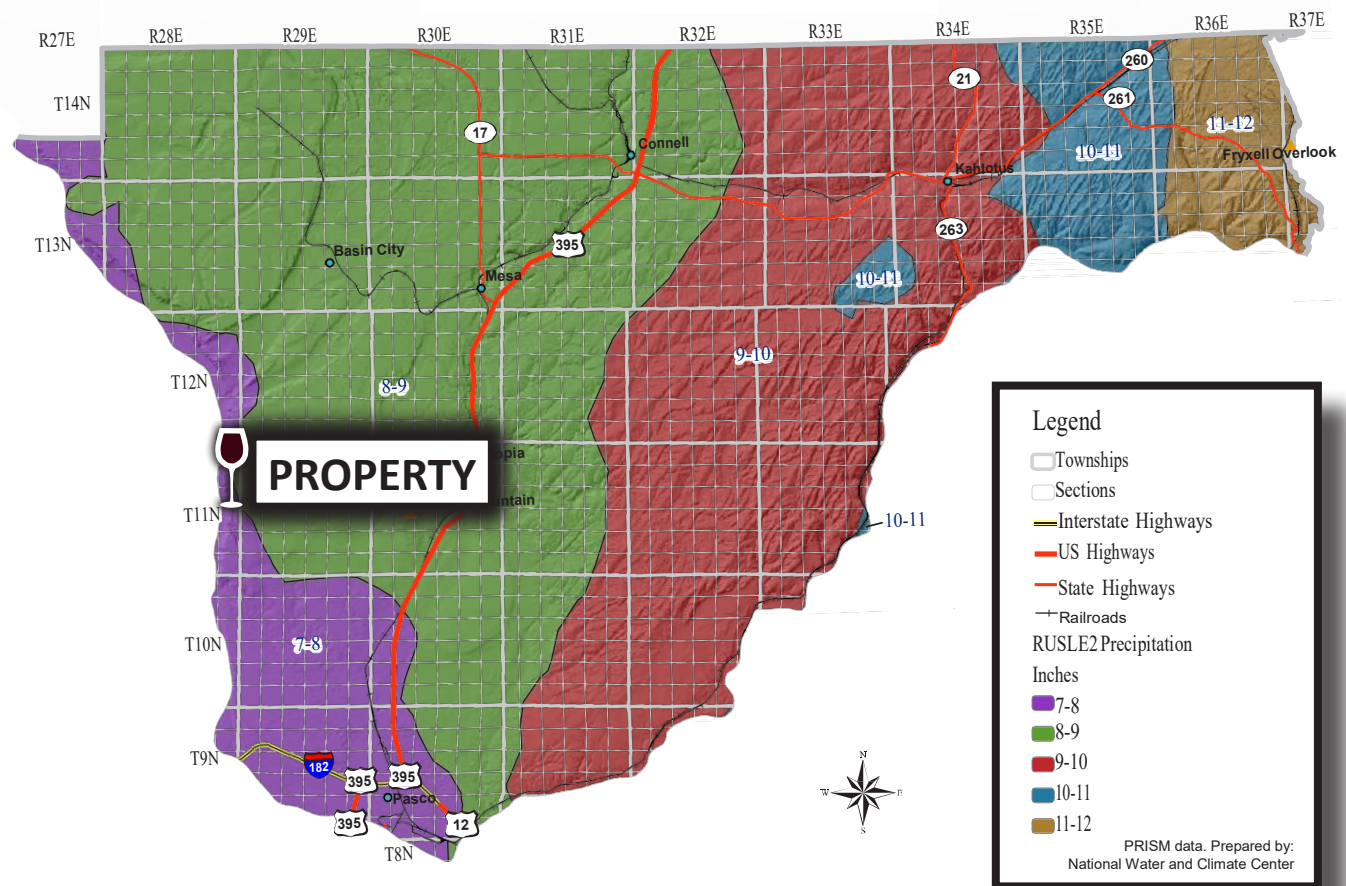 R27E
R28E
R29E
R30E
R31E
R32E
R33E
R34E
R35E
R36E
R37E
T14N
T13N
T12N
T11N
T10N
T9N
T8N
17
Connell
21
260
261
11-12
Fryxell Overlook
10-11
Kahlotus
263
395
Basin City
Mesa
10-11
9-10
8-9
PROPERTY
opia
untain
10-11
7-8
182
395
395
Pasco
395
12
N
W
E
S
Legend
Townships
Sections
Interstate Highways
US Highways
State Highways
Railroads
RUSLE2 Precipitation
Inches
7-8
8-9
9-10
10-11
11-12
PRISM data. Prepared by:
National Water and Climate Center